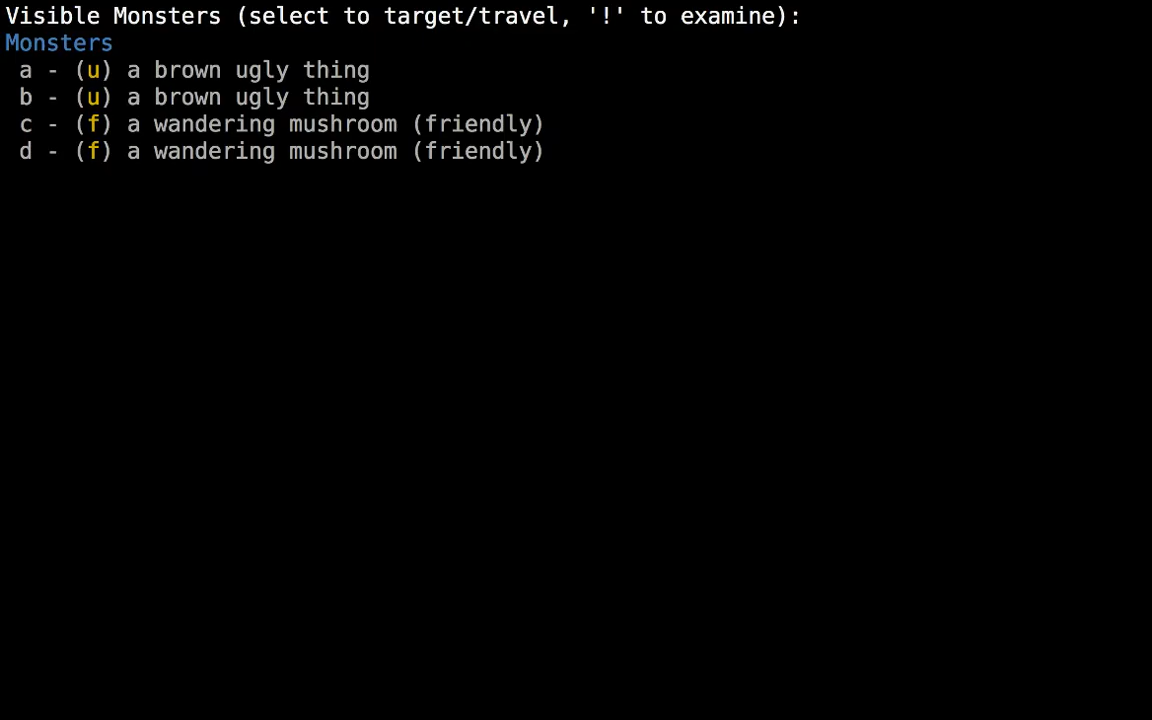 Visible Monsters (select to target/travel, '!' to examine):
Monsters
a - (u) a brown ugly thing
b - (u) a brown ugly thing
c - (f) a wandering mushroom (friendly)
d - (f) a wandering mushroom (friendly)